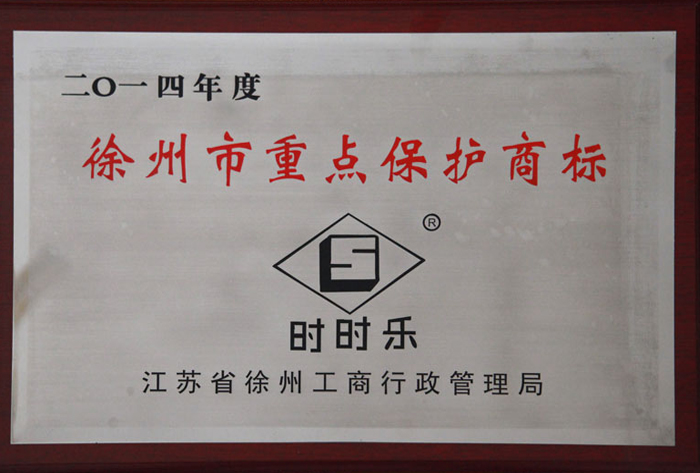 二〇一四年度
徐州市重点保护商标
®
时时乐
江苏省徐州工商行政管理局